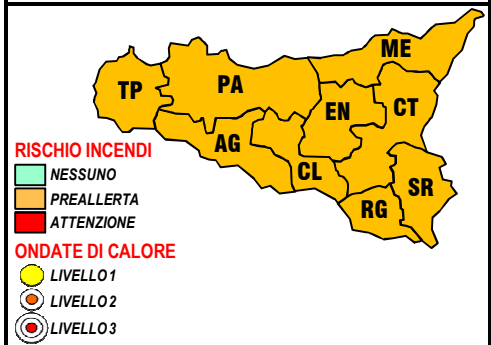 ME
TP
PA
EN
CT
AG
CL
SR
RG
RISCHIO INCENDI
NESSUNO
PREALLERTA
ATTENZIONE
ONDATE DI CALORE
LIVELLO 1
LIVELLO 2
LIVELLO 3